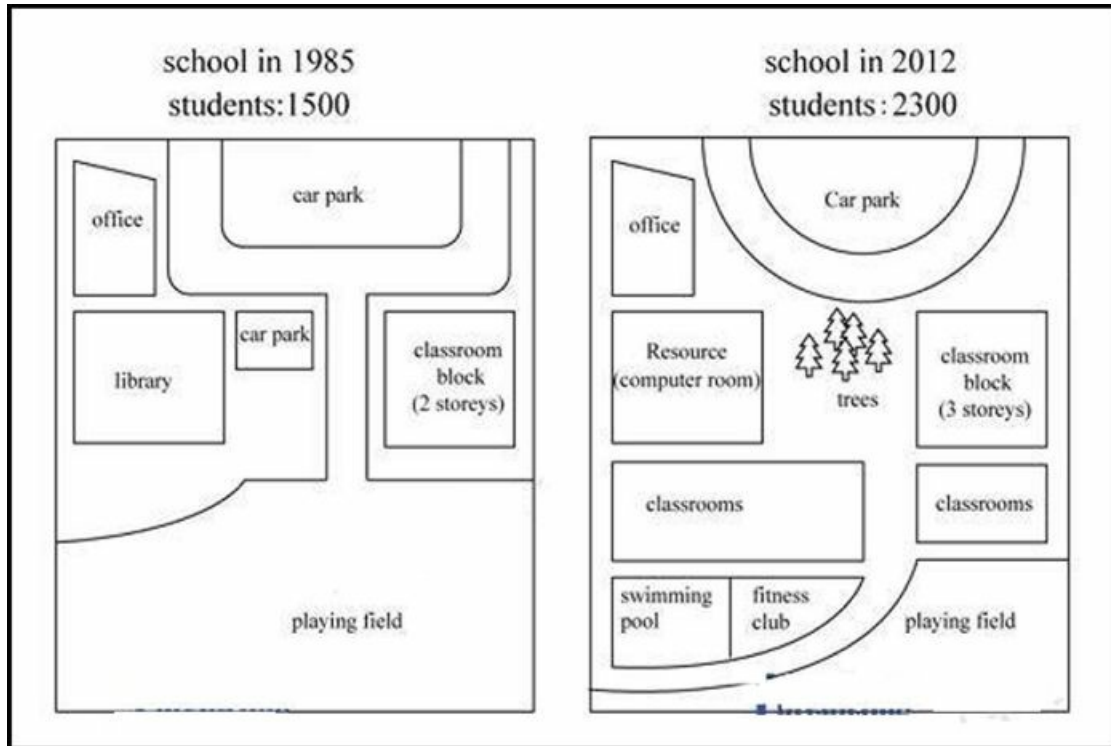 school in 1985
students:1500
car park
office
car park
library
classroom
block
(2 storeys)
playing field
school in 2012
students:2300
Car park
office
Resource
(computer room)
trees
classroom
block
(3 storeys)
classrooms
classrooms
swimming
pool
fitness
club
playing field